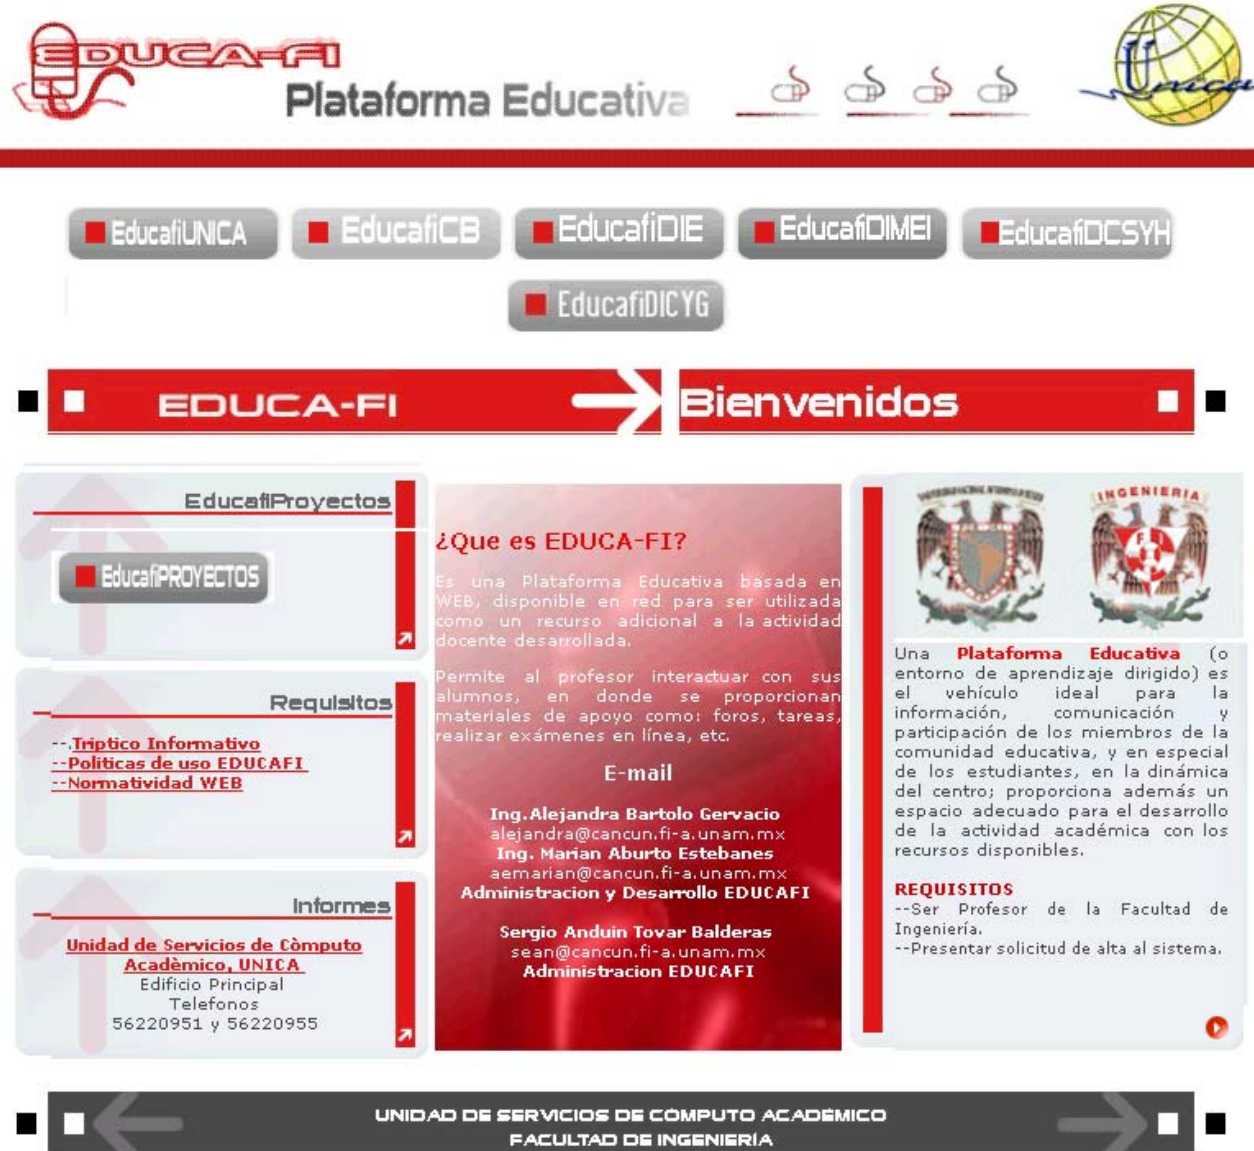 EDUCA-FI
Plataforma Educativa
Unica
EducafiUNICA
EducafiCB
EducafiDIE
EducafiDIMEI
EducafiDCSYH
EducafiDICYG
EDUCA-FI
Bienvenidos
EducafiProyectos
EducafiPROYECTOS
Requisitos
--.Triptico Informativo
--Politicas de uso EDUCAFI
--Normatividad WEB
Informes
Unidad de Servicios de Còmputo
Acadèmico, UNICA
Edificio Principal
Telefonos
56220951 y 56220955
¿Que es EDUCA-FI?
Es una Plataforma Educativa basada en
WEB, disponible en red para ser utilizada
como un recurso adicional a la actividad
docente desarrollada.
Permite al profesor interactuar con sus
alumnos, en donde se proporcionan
materiales de apoyo como: foros, tareas,
realizar exámenes en línea, etc.
E-mail
Ing.Alejandra Bartolo Gervacio
alejandra@cancun.fi-a.unam.mx
Ing. Marian Aburto Estebanes
aemarian@cancun.fi-a.unam.mx
Administracion y Desarrollo EDUCAFI
Sergio Anduin Tovar Balderas
sean@cancun.fi-a.unam.mx
Administracion EDUCAFI
INGENIERIA
Una Plataforma Educativa (o
entorno de aprendizaje dirigido) es
el vehículo ideal para la
información, comunicación y
participación de los miembros de la
comunidad educativa, y en especial
de los estudiantes, en la dinámica
del centro; proporciona además un
espacio adecuado para el desarrollo
de la actividad académica con los
recursos disponibles.
REQUISITOS
--Ser Profesor de la Facultad de
Ingeniería.
--Presentar solicitud de alta al sistema.
UNIDAD DE SERVICIOS DE CÓMPUTO ACADÉMICO
FACULTAD DE INGENIERÍA